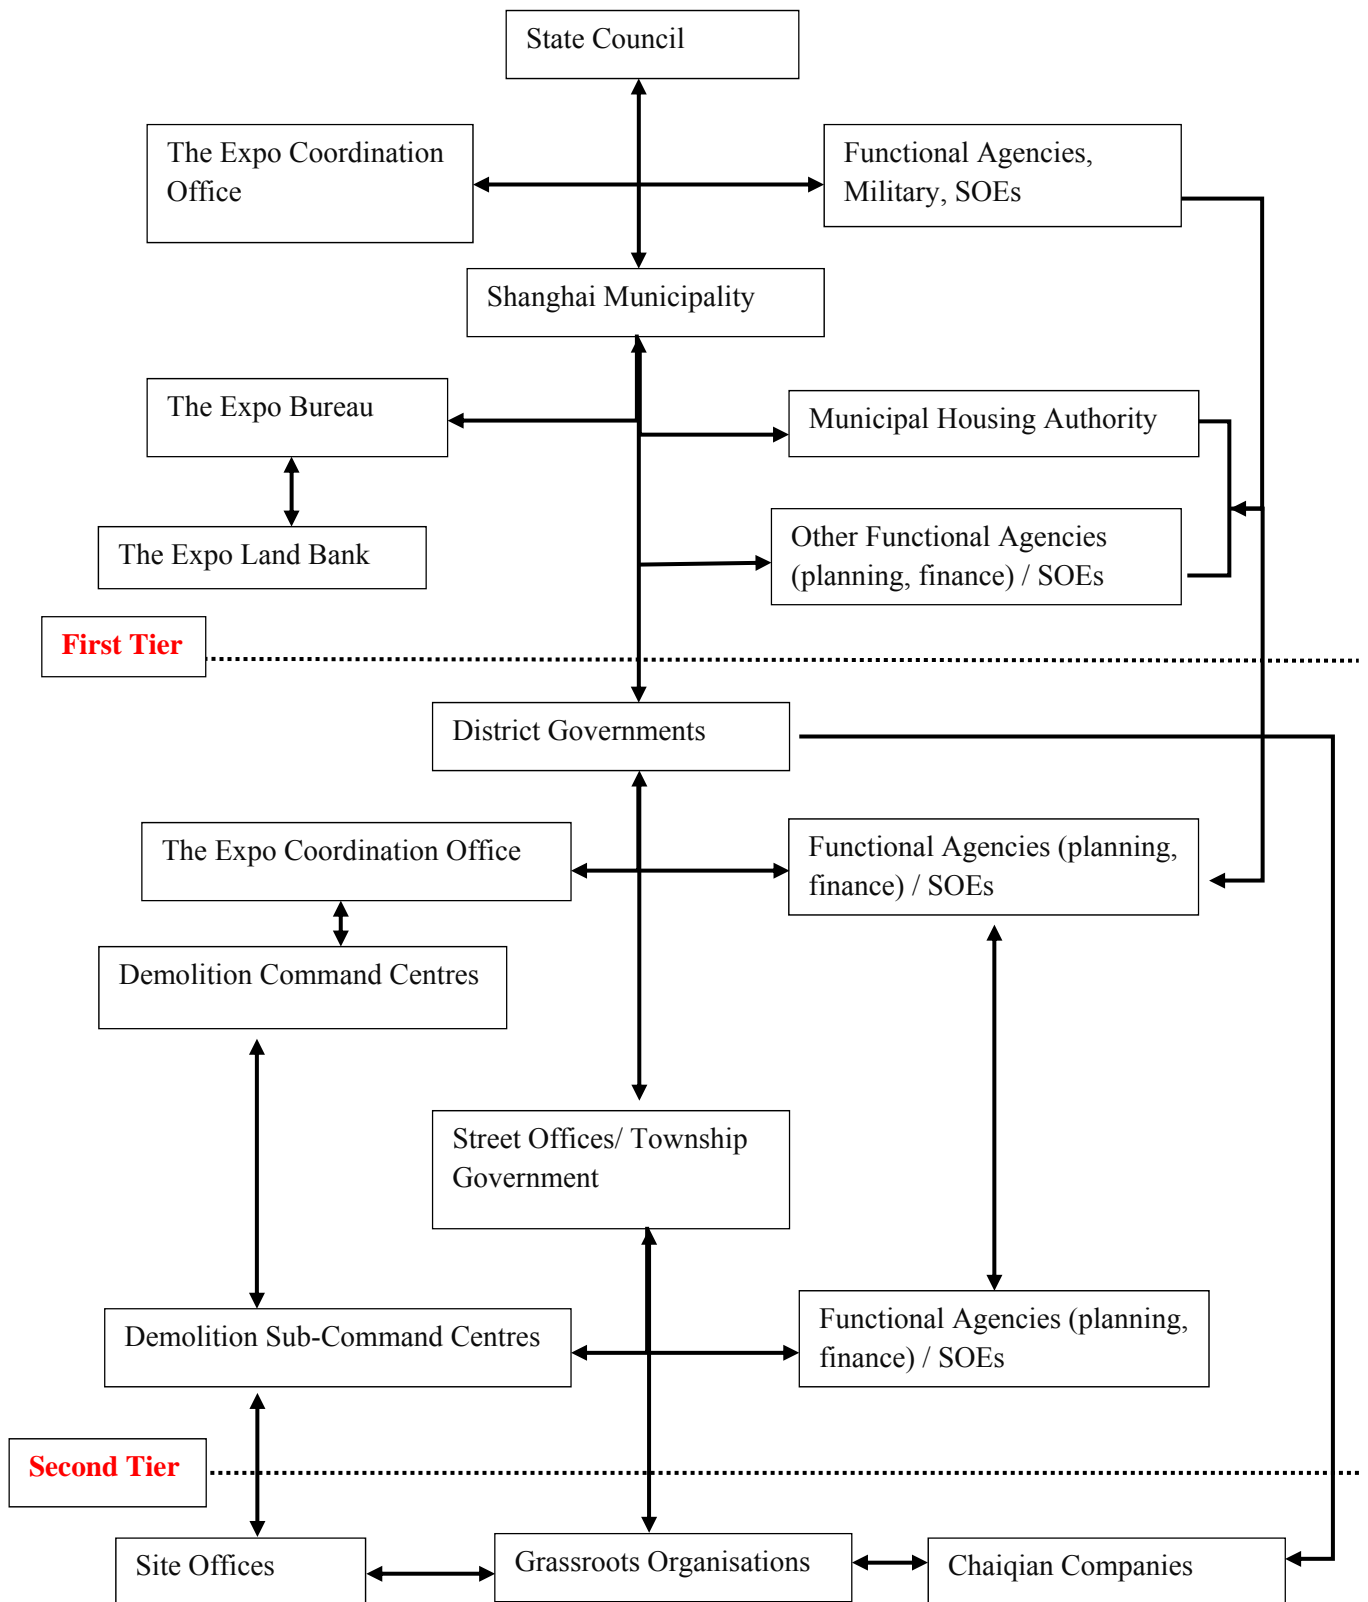 State Council
The Expo Coordination
Office
Functional Agencies,
Military, SOEs
Shanghai Municipality
The Expo Bureau
Municipal Housing Authority
The Expo Land Bank
Other Functional Agencies
(planning, finance) / SOEs
First Tier
District Governments
The Expo Coordination Office
Functional Agencies (planning,
finance) / SOEs
Demolition Command Centres
Street Offices/ Township
Government
Demolition Sub-Command Centres
Functional Agencies (planning,
finance) / SOEs
Second Tier
Site Offices
Grassroots Organisations
Chaiqian Companies